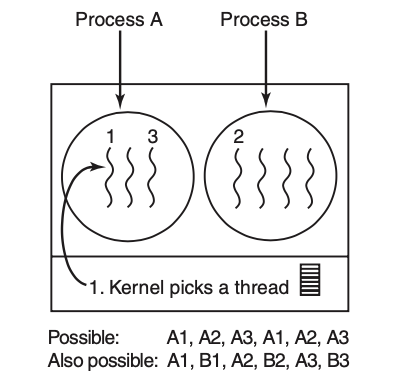 Process A Process B
1 3 2
1. Kernel picks a thread
Possible: A1, A2, A3, A1, A2, A3
Also possible: A1, B1, A2, B2, A3, B3